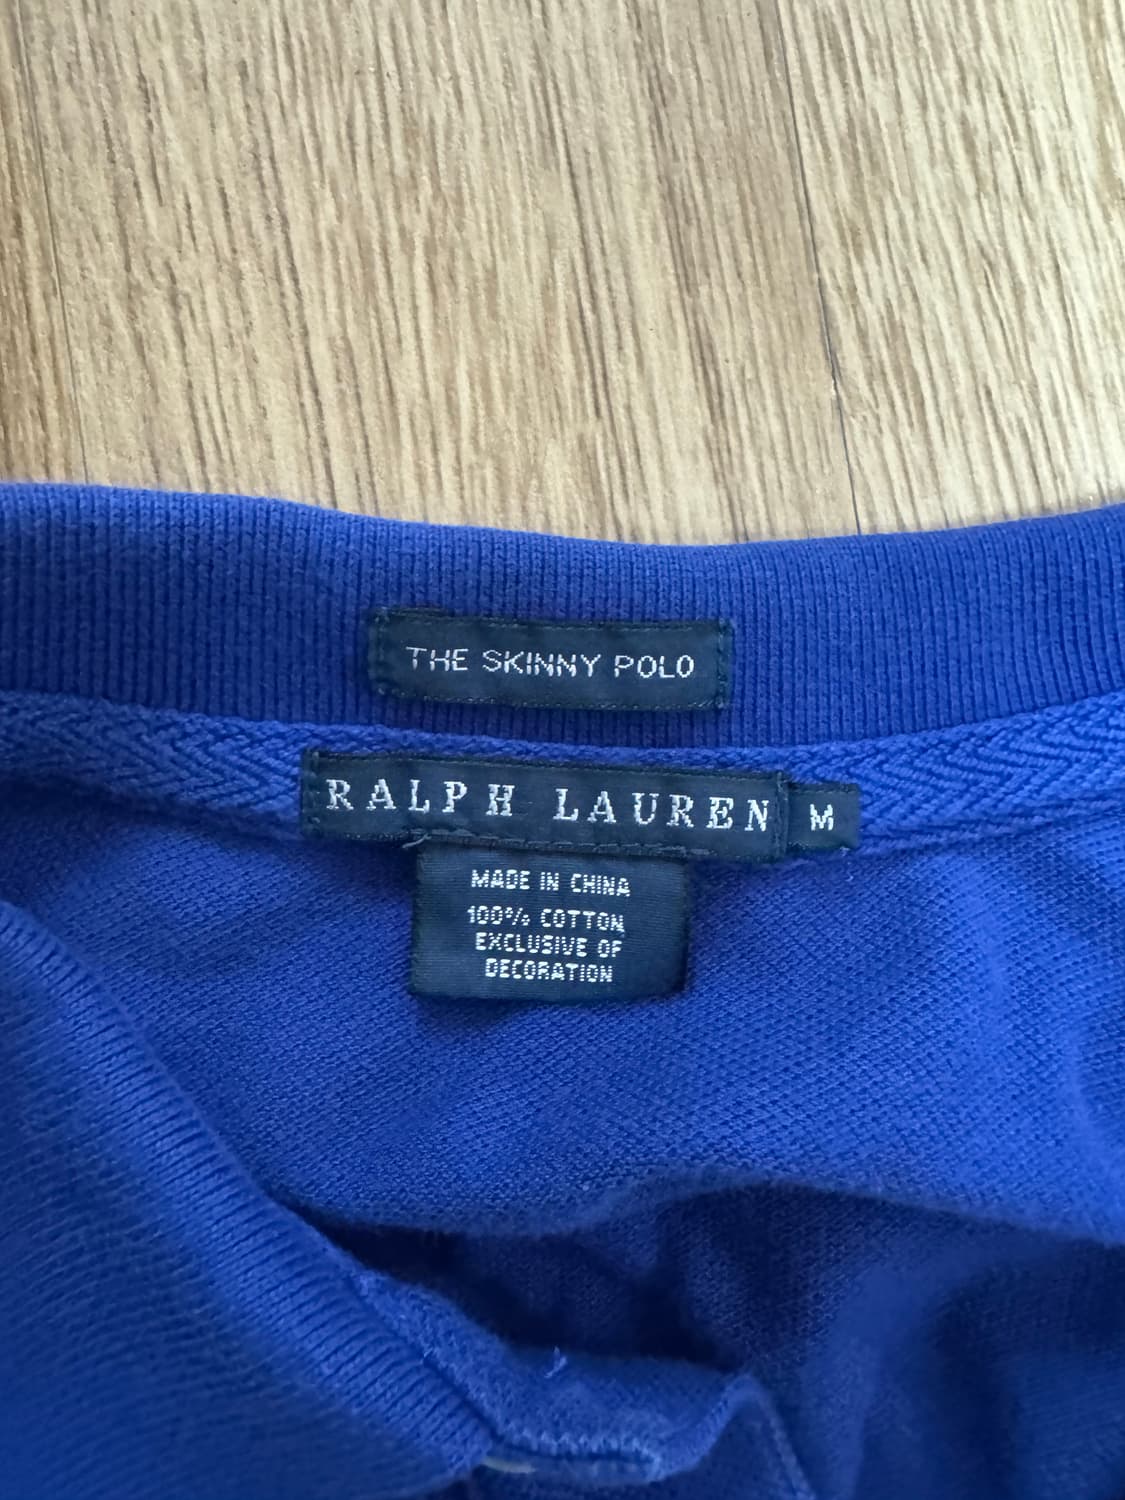 THE SKINNY POLO
RALPH LAUREN M
MADE IN CHINA
100% COTTON
EXCLUSIVE OF
DECORATION